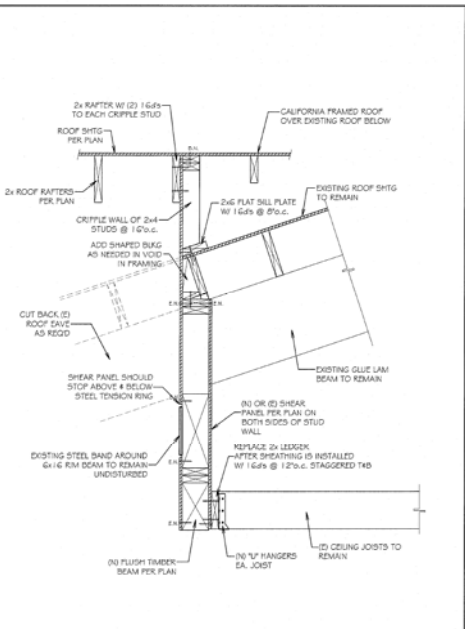 2x RAFTER W/ (2) 16d's
TO EACH CRIPPLE STUD
CALIFORNIA FRAMED ROOF
OVER EXISTING ROOF BELOW
ROOF SHTG
PER PLAN
B.N.
2x ROOF RAFTERS
PER PLAN
EXISTING ROOF SHTG
TO REMAIN
2x6 FLAT SILL PLATE
W/ 16d's @ 8"o.c.
CRIPPLE WALL OF 2x4
STUDS @ 16"o.c.
ADD SHAPED BLKG
AS NEEDED IN VOID
IN FRAMING
E.N.
E.N.
CUT BACK (E)
ROOF EAVE
AS REQ'D
EXISTING GLUE LAM
BEAM TO REMAIN
SHEAR PANEL SHOULD
STOP ABOVE & BELOW
STEEL TENSION RING
(N) OR (E) SHEAR
PANEL PER PLAN ON
BOTH SIDES OF STUD
WALL
EXISTING STEEL BAND AROUND
6x16 RIM BEAM TO REMAIN
UNDISTURBED
REPLACE 2x LEDGER
AFTER SHEATHING IS INSTALLED
W/ 16d's @ 12"o.c. STAGGERED T&B
E.N.
E.N.
E.N.
(N) FLUSH TIMBER
BEAM PER PLAN
(N) "U" HANGERS
EA. JOIST
(E) CEILING JOISTS TO
REMAIN